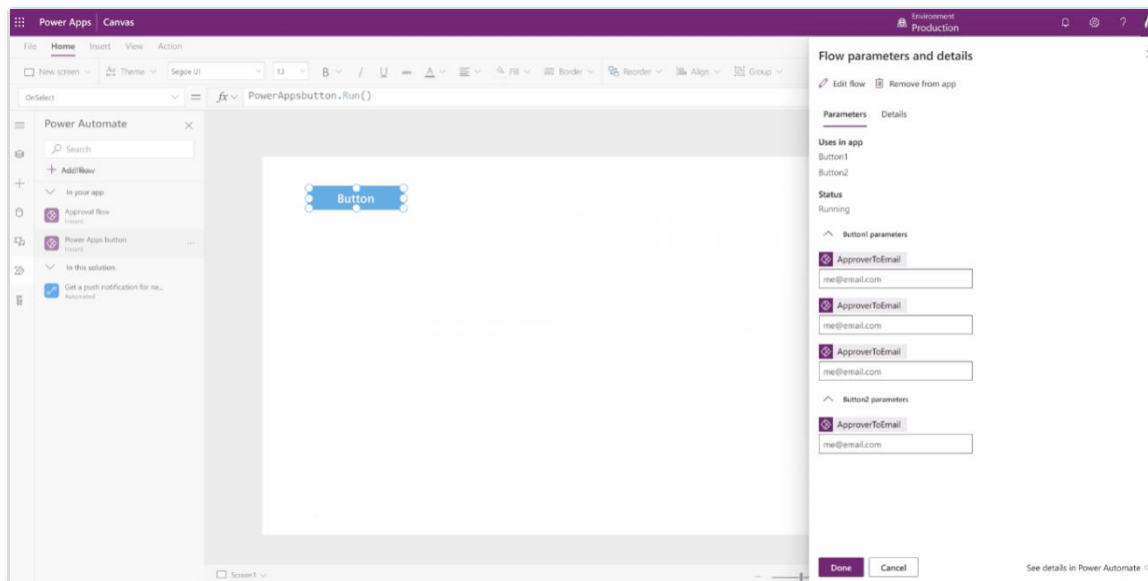 Power Apps Canvas
Environment
Production
File Home Insert View Action
New screen Theme Segoe UI 13 B / U A Fill Border Reorder Align Group
OnSelect = fx PowerAppsbutton.Run()
Power Automate
Search
In your app
Approval flow
Instant
Power Apps button
Instant
In this solution
Get a push notification for ne...
Automated
Button
Screen1
Flow parameters and details
Edit flow Remove from app
Parameters Details
Uses in app
Button1
Button2
Status
Running
Button1 parameters
ApproverToEmail
me@email.com
ApproverToEmail
me@email.com
ApproverToEmail
me@email.com
Button2 parameters
ApproverToEmail
me@email.com
Done Cancel See details in Power Automate